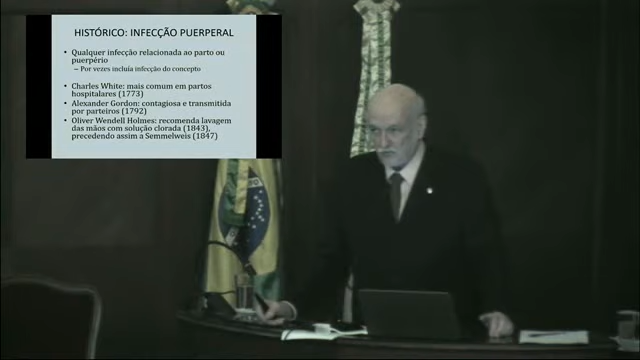 HISTÓRICO: INFECÇÃO PUERPERAL
• Qualquer infecção relacionada ao parto ou
puerpério
– Por vezes incluía infecção do concepto
• Charles White: mais comum em partos
hospitalares (1773)
• Alexander Gordon: contagiosa e transmitida
por parteiros (1792)
• Oliver Wendell Holmes: recomenda lavagem
das mãos com solução clorada (1843),
precedendo assim a Semmelweis (1847)